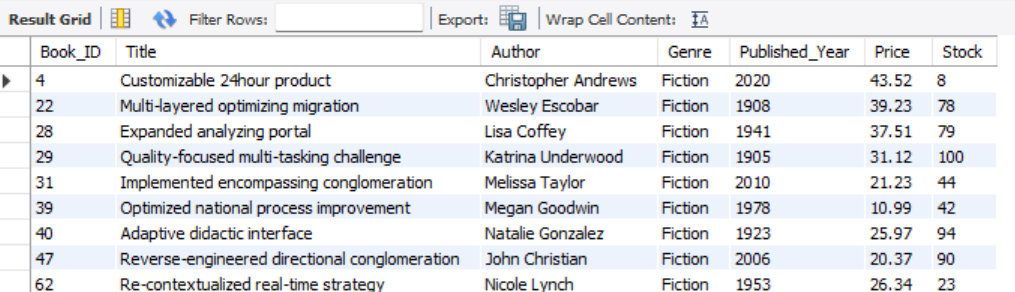 Result Grid Filter Rows: Export: Wrap Cell Content: IA
Book_ID Title Author Genre Published_Year Price Stock
4 Customizable 24hour product Christopher Andrews Fiction 2020 43.52 8
22 Multi-layered optimizing migration Wesley Escobar Fiction 1908 39.23 78
28 Expanded analyzing portal Lisa Coffey Fiction 1941 37.51 79
29 Quality-focused multi-tasking challenge Katrina Underwood Fiction 1905 31.12 100
31 Implemented encompassing conglomeration Melissa Taylor Fiction 2010 21.23 44
39 Optimized national process improvement Megan Goodwin Fiction 1978 10.99 42
40 Adaptive didactic interface Natalie Gonzalez Fiction 1923 25.97 94
47 Reverse-engineered directional conglomeration John Christian Fiction 2006 20.37 90
62 Re-contextualized real-time strategy Nicole Lynch Fiction 1953 26.34 23